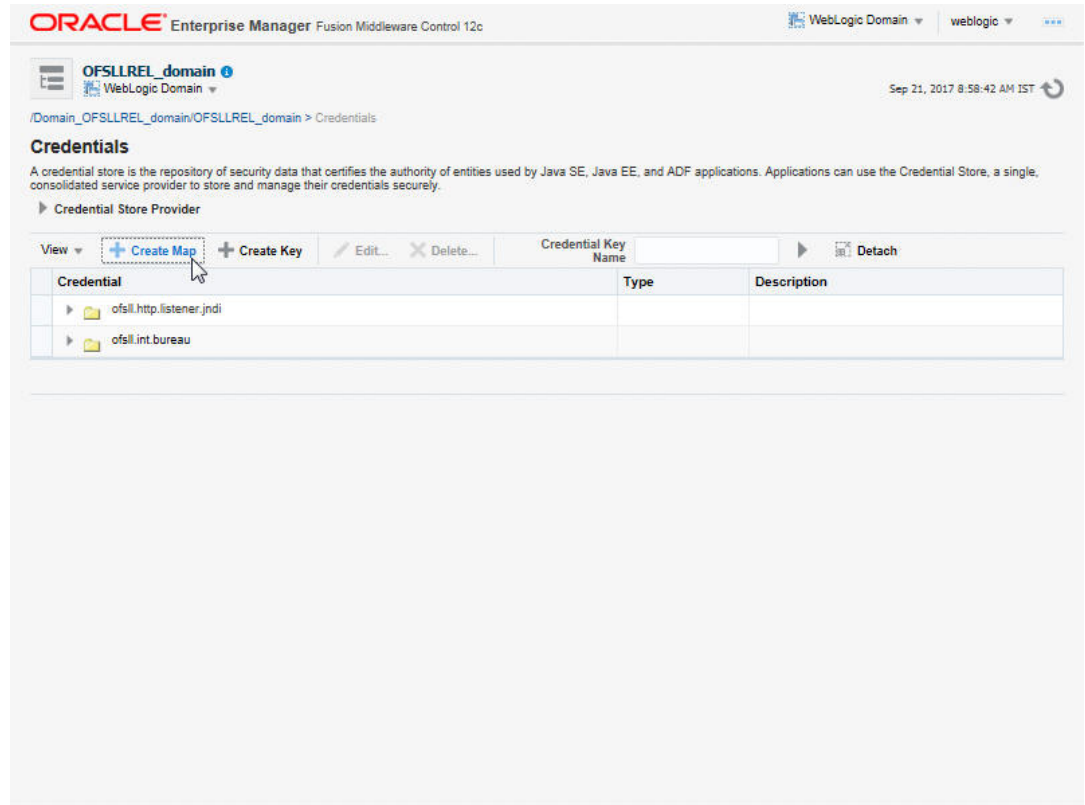 ORACLE Enterprise Manager Fusion Middleware Control 12c
WebLogic Domain
weblogic
OFSLLREL_domain
WebLogic Domain
Sep 21, 2017 8:58:42 AM IST
/Domain_OFSLLREL_domain/OFSLLREL_domain > Credentials
Credentials
A credential store is the repository of security data that certifies the authority of entities used by Java SE, Java EE, and ADF applications. Applications can use the Credential Store, a single,
consolidated service provider to store and manage their credentials securely.
Credential Store Provider
View
Create Map
Create Key
Edit...
Delete...
Credential Key
Name
Detach
Credential
Type
Description
ofsll.http.listener.jndi
ofsll.int.bureau